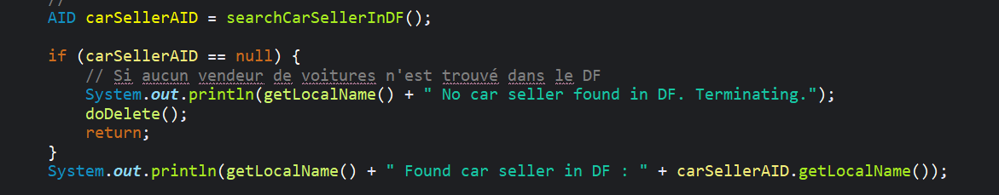 //
AID carSellerAID = searchCarSellerInDF();
if (carSellerAID == null) {
// Si aucun vendeur de voitures n'est trouvé dans le DF
System.out.println(getLocalName() + " No car seller found in DF. Terminating.");
doDelete();
return;
}
System.out.println(getLocalName() + " Found car seller in DF : " + carSellerAID.getLocalName());